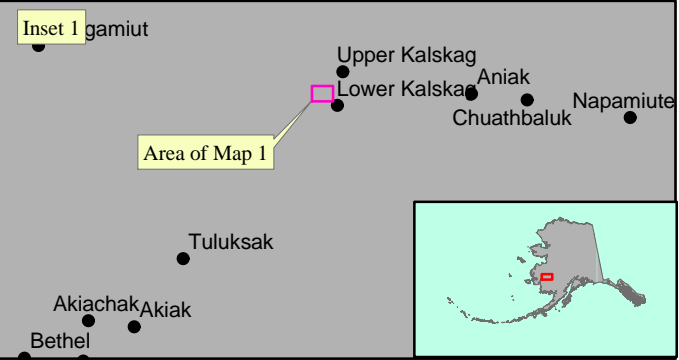 Inset 1
gamiut
Upper Kalskag
Lower Kalskag
Aniak
Chuathbaluk
Napamiute
Area of Map 1
Tuluksak
Akiachak
Akiak
Bethel